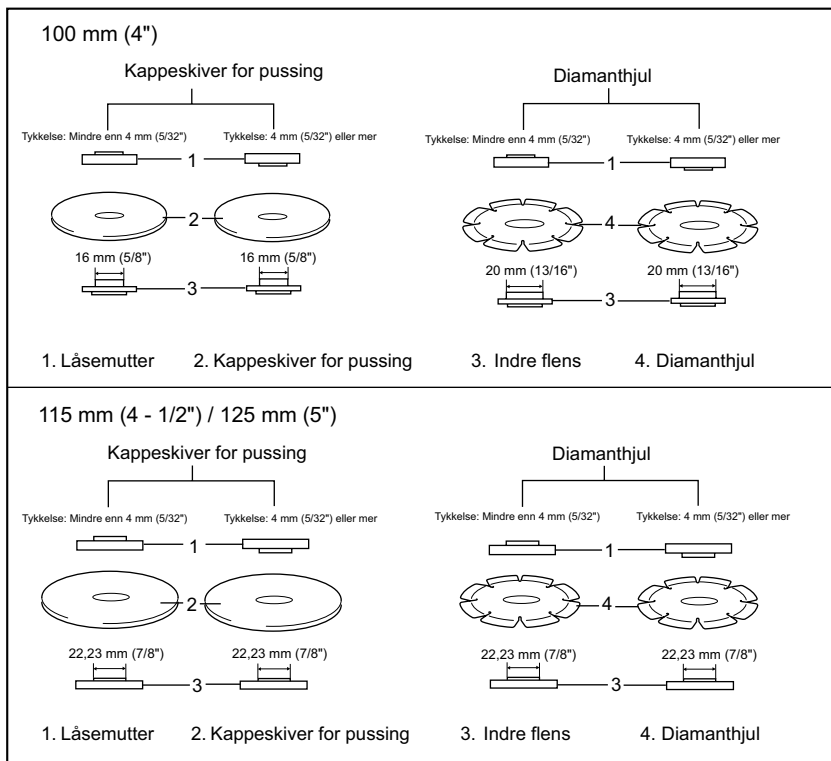 100 mm (4")
Kappeskiver for pussing
Diamanthjul
Tykkelse: Mindre enn 4 mm (5/32")
Tykkelse: 4 mm (5/32") eller mer
Tykkelse: Mindre enn 4 mm (5/32")
Tykkelse: 4 mm (5/32") eller mer
1
1
2
4
16 mm (5/8")
16 mm (5/8")
20 mm (13/16")
20 mm (13/16")
3
3
1. Låsemutter
2. Kappeskiver for pussing
3. Indre flens
4. Diamanthjul
115 mm (4 - 1/2") / 125 mm (5")
Kappeskiver for pussing
Diamanthjul
Tykkelse: Mindre enn 4 mm (5/32")
Tykkelse: 4 mm (5/32") eller mer
Tykkelse: Mindre enn 4 mm (5/32")
Tykkelse: 4 mm (5/32") eller mer
1
1
2
4
22,23 mm (7/8")
22,23 mm (7/8")
22,23 mm (7/8")
22,23 mm (7/8")
3
3
1. Låsemutter
2. Kappeskiver for pussing
3. Indre flens
4. Diamanthjul